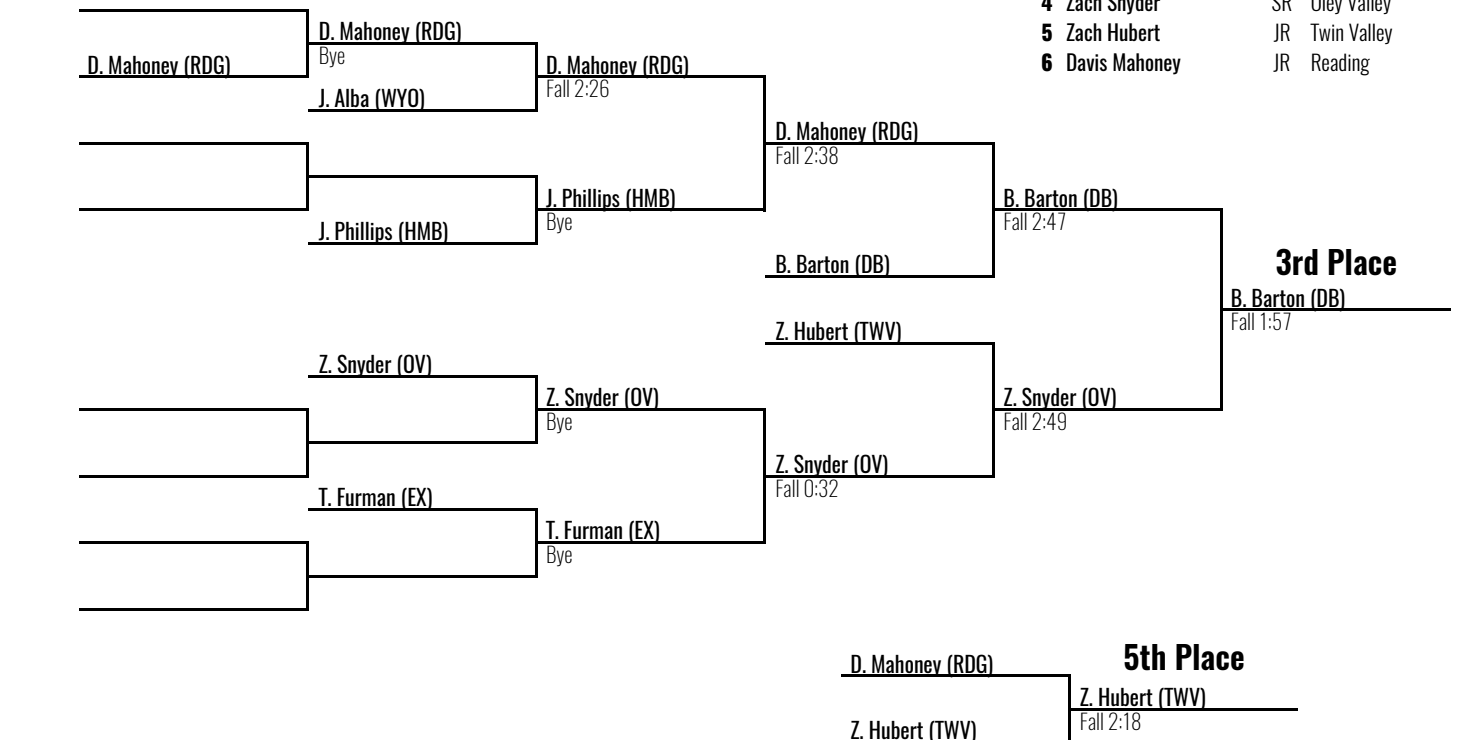 4 Zach Snyder SR Oley Valley
5 Zach Hubert JR Twin Valley
6 Davis Mahoney JR Reading
D. Mahoney (RDG)
Bye
D. Mahoney (RDG)
D. Mahoney (RDG)
Fall 2:26
J. Alba (WYO)
D. Mahoney (RDG)
Fall 2:38
J. Phillips (HMB)
Bye
J. Phillips (HMB)
B. Barton (DB)
Fall 2:47
B. Barton (DB)
3rd Place
B. Barton (DB)
Fall 1:57
Z. Hubert (TWV)
Z. Snyder (OV)
Z. Snyder (OV)
Bye
Z. Snyder (OV)
Fall 2:49
Z. Snyder (OV)
Fall 0:32
T. Furman (EX)
T. Furman (EX)
Bye
5th Place
D. Mahoney (RDG)
Z. Hubert (TWV)
Fall 2:18
Z. Hubert (TWV)